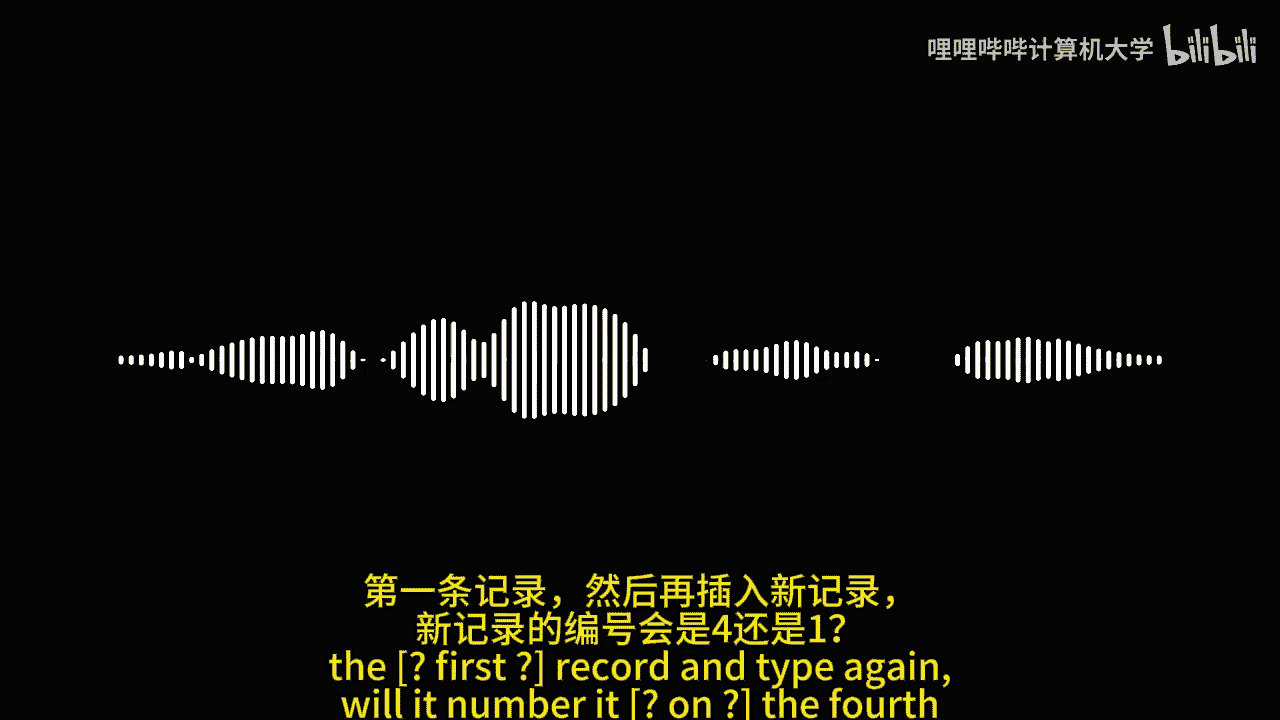 哩哩哔哔计算机大学 bilibili
第一条记录，然后再插入新记录，
新记录的编号会是4还是1？
the [? first ?] record and type again,
will it number it [? on ?] the fourth